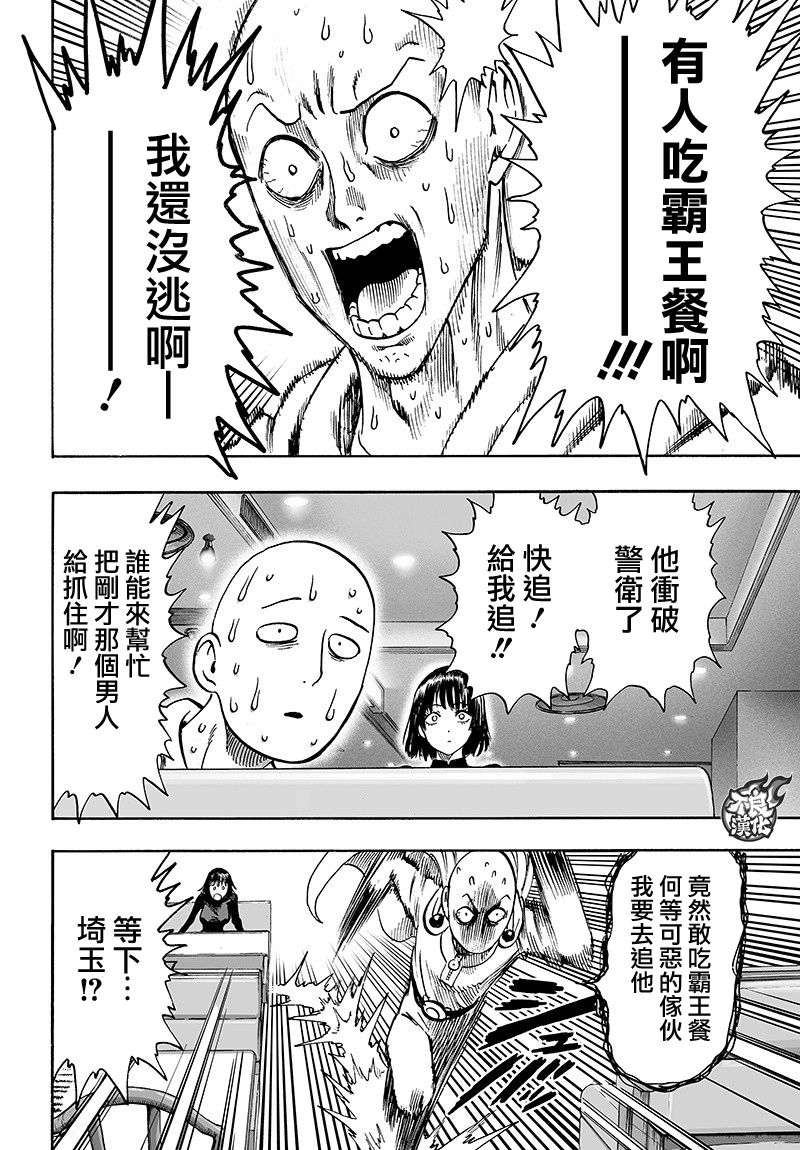 有人吃霸王餐啊
——!!!
我還沒逃啊—
——!
他衝破
警衛了
快追!
給我追!!
誰能來幫忙
把剛才那個男人
給抓住啊!
竟然敢吃霸王餐
何等可惡的傢伙
我要去追他
等下…
埼玉!?